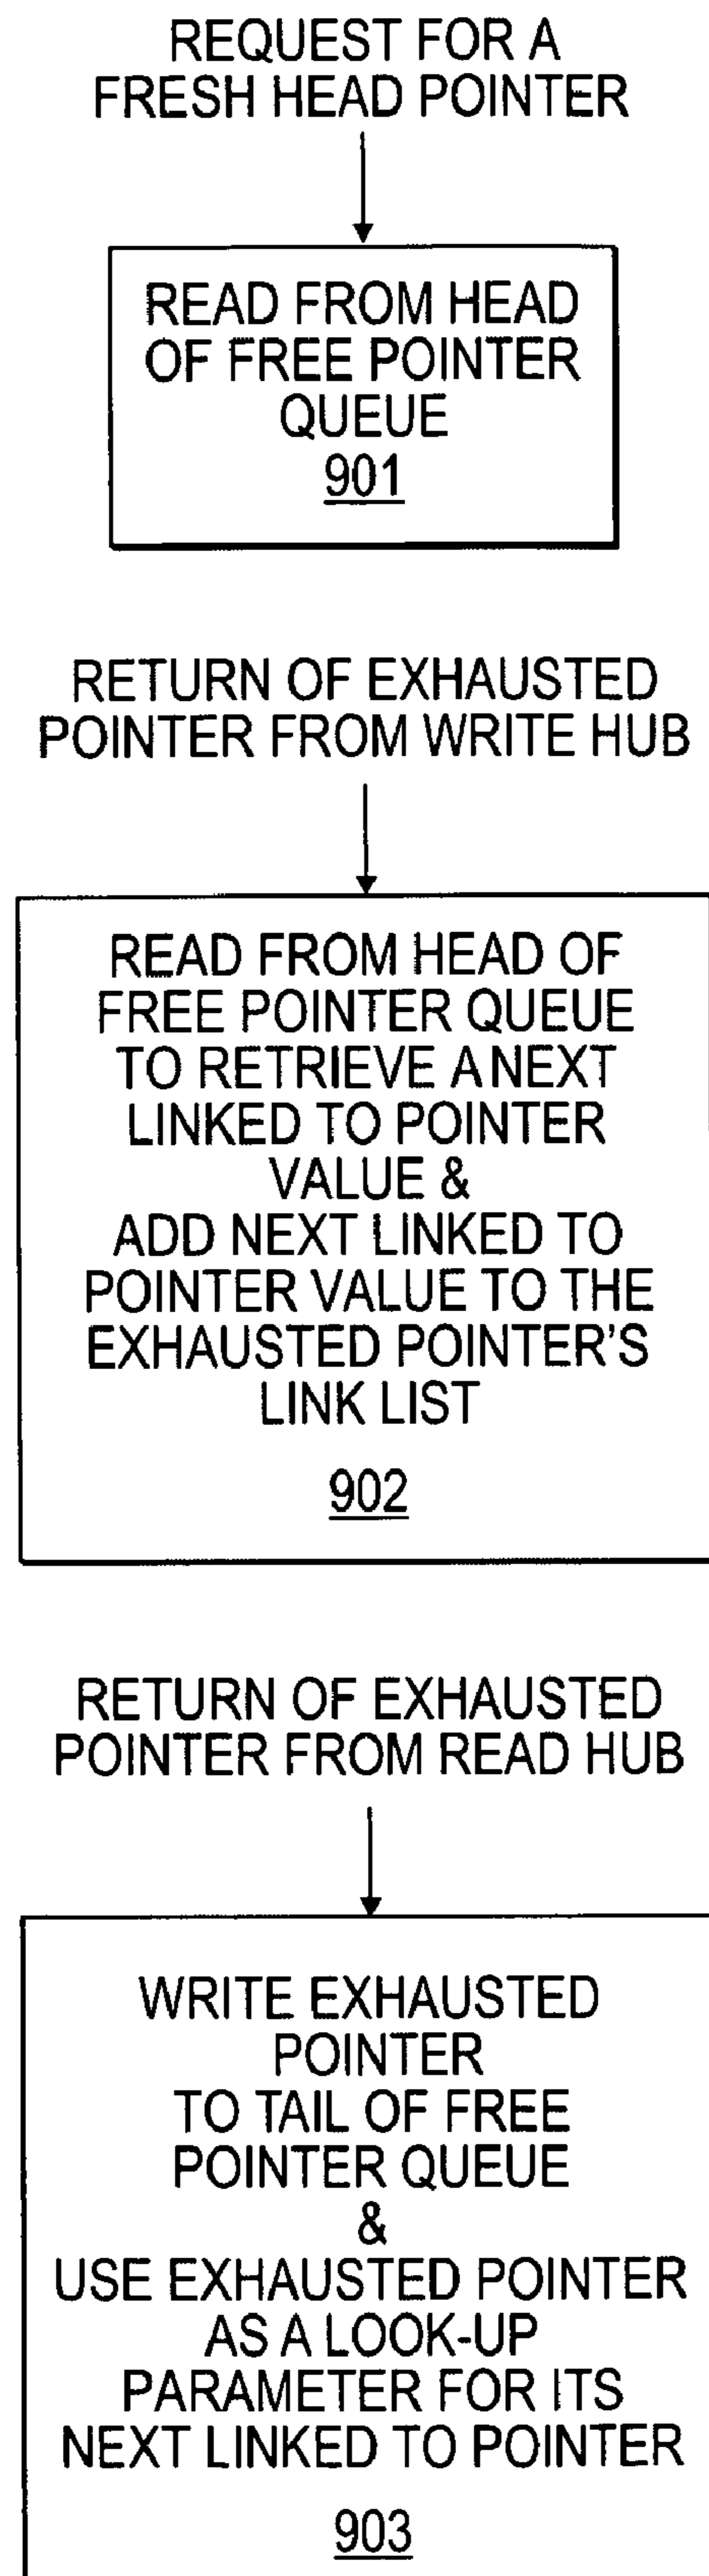 REQUEST FOR A
FRESH HEAD POINTER
READ FROM HEAD
OF FREE POINTER
QUEUE
901
RETURN OF EXHAUSTED
POINTER FROM WRITE HUB
READ FROM HEAD OF
FREE POINTER QUEUE
TO RETRIEVE A NEXT
LINKED TO POINTER
VALUE &
ADD NEXT LINKED TO
POINTER VALUE TO THE
EXHAUSTED POINTER'S
LINK LIST
902
RETURN OF EXHAUSTED
POINTER FROM READ HUB
WRITE EXHAUSTED
POINTER
TO TAIL OF FREE
POINTER QUEUE
&
USE EXHAUSTED POINTER
AS A LOOK-UP
PARAMETER FOR ITS
NEXT LINKED TO POINTER
903